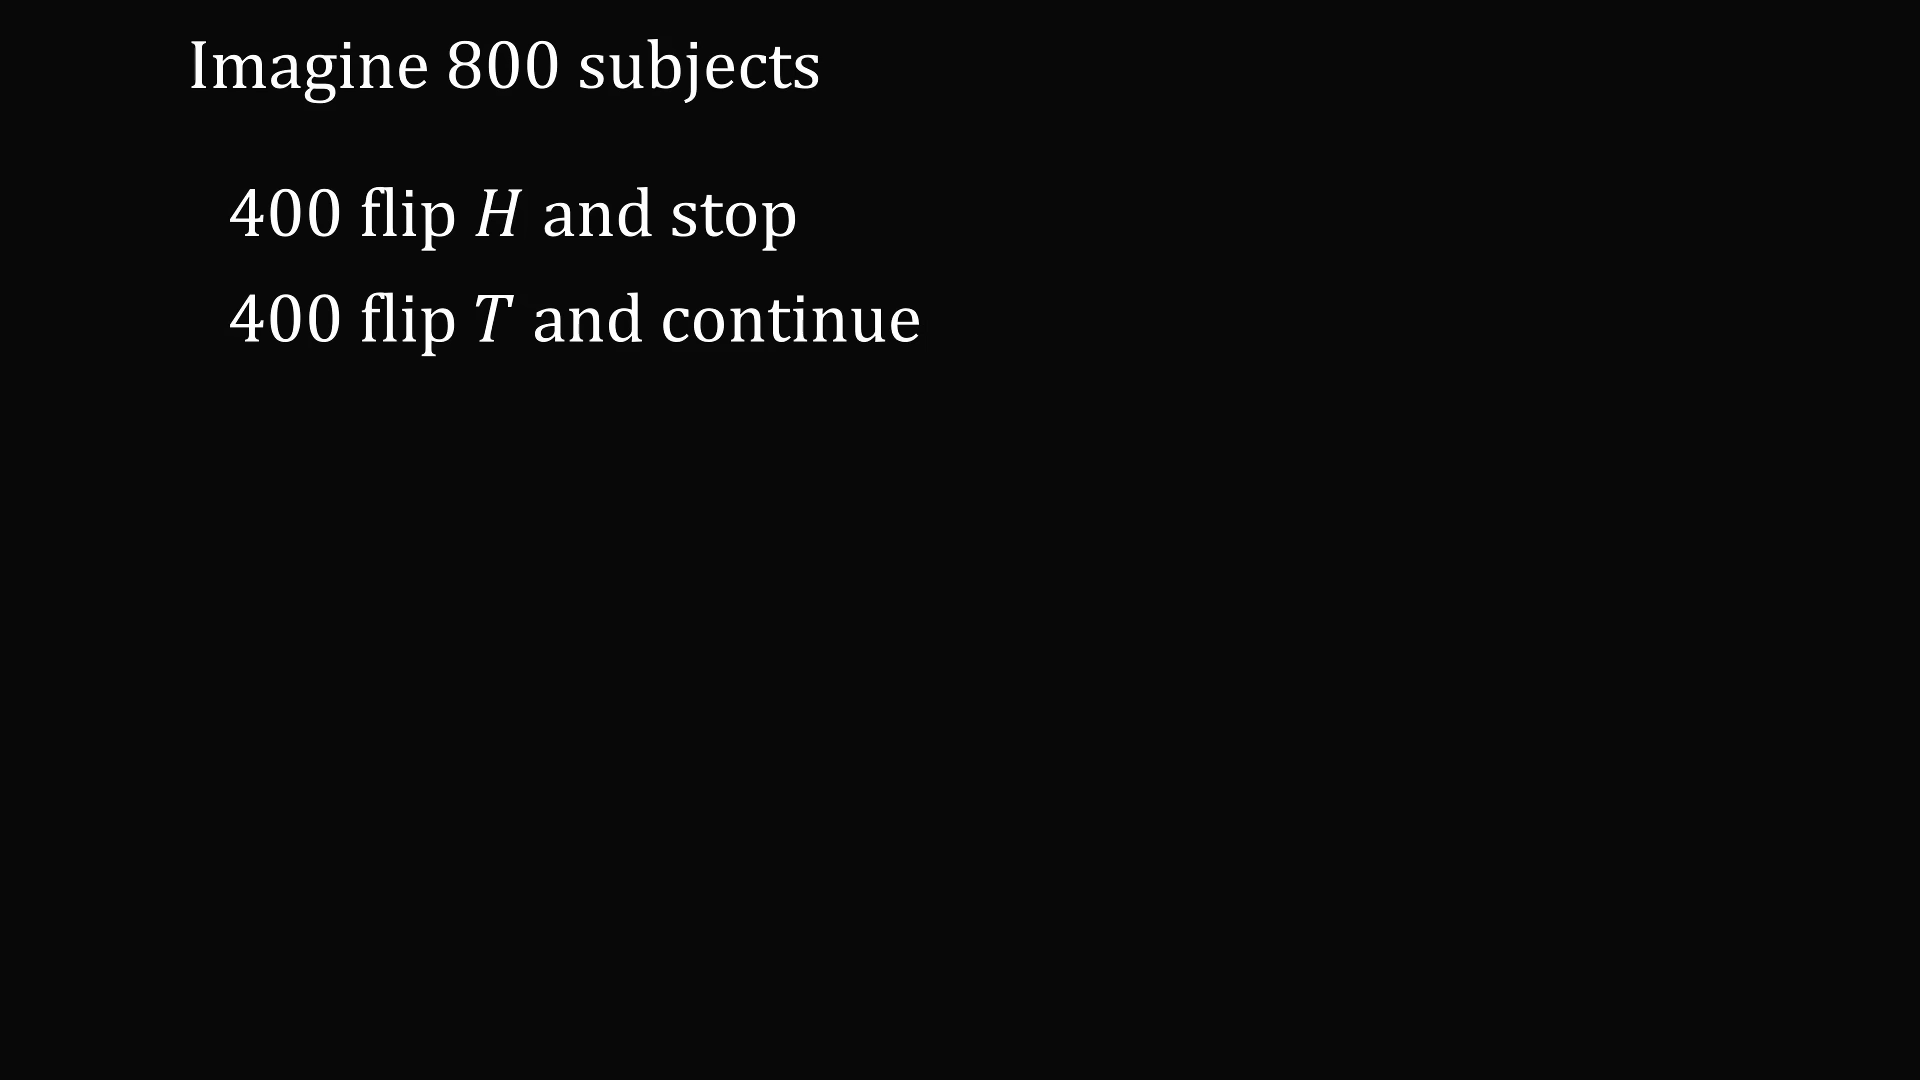 Imagine 800 subjects
400 flip H and stop
400 flip T and continue